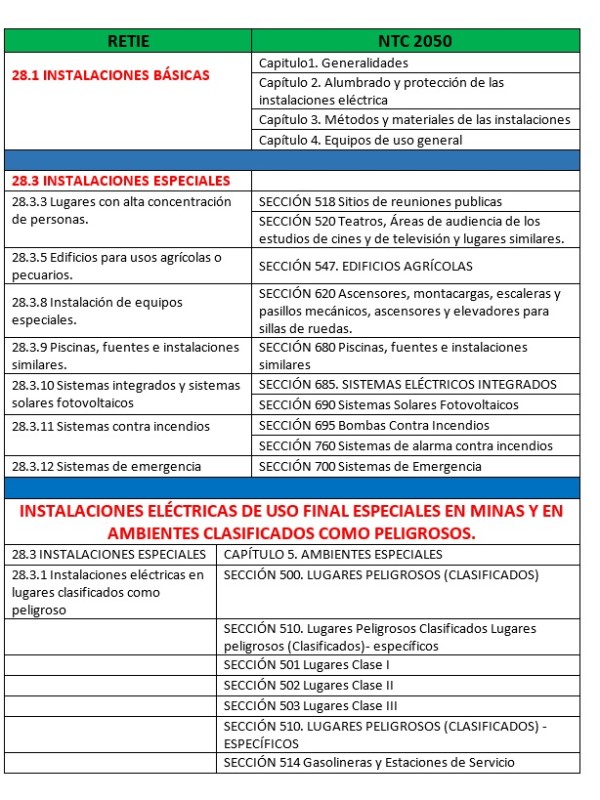 RETIE
NTC 2050
28.1 INSTALACIONES BÁSICAS
Capitulo1. Generalidades
Capítulo 2. Alumbrado y protección de las
instalaciones eléctrica
Capítulo 3. Métodos y materiales de las instalaciones
Capítulo 4. Equipos de uso general
28.3 INSTALACIONES ESPECIALES
28.3.3 Lugares con alta concentración
de personas.
SECCIÓN 518 Sitios de reuniones publicas
SECCIÓN 520 Teatros, Áreas de audiencia de los
estudios de cines y de televisión y lugares similares.
28.3.5 Edificios para usos agrícolas o
pecuarios.
SECCIÓN 547. EDIFICIOS AGRÍCOLAS
28.3.8 Instalación de equipos
especiales.
SECCIÓN 620 Ascensores, montacargas, escaleras y
pasillos mecánicos, ascensores y elevadores para
sillas de ruedas.
28.3.9 Piscinas, fuentes e instalaciones
similares.
SECCIÓN 680 Piscinas, fuentes e instalaciones
similares
28.3.10 Sistemas integrados y sistemas
solares fotovoltaicos
SECCIÓN 685. SISTEMAS ELÉCTRICOS INTEGRADOS
SECCIÓN 690 Sistemas Solares Fotovoltaicos
28.3.11 Sistemas contra incendios
SECCIÓN 695 Bombas Contra Incendios
SECCIÓN 760 Sistemas de alarma contra incendios
28.3.12 Sistemas de emergencia
SECCIÓN 700 Sistemas de Emergencia
INSTALACIONES ELÉCTRICAS DE USO FINAL ESPECIALES EN MINAS Y EN
AMBIENTES CLASIFICADOS COMO PELIGROSOS.
28.3 INSTALACIONES ESPECIALES
CAPÍTULO 5. AMBIENTES ESPECIALES
28.3.1 Instalaciones eléctricas en
lugares clasificados como
peligroso
SECCIÓN 500. LUGARES PELIGROSOS (CLASIFICADOS)
SECCIÓN 510. Lugares Peligrosos Clasificados Lugares
peligrosos (Clasificados)- específicos
SECCIÓN 501 Lugares Clase I
SECCIÓN 502 Lugares Clase II
SECCIÓN 503 Lugares Clase III
SECCIÓN 510. LUGARES PELIGROSOS (CLASIFICADOS) -
ESPECÍFICOS
SECCIÓN 514 Gasolineras y Estaciones de Servicio